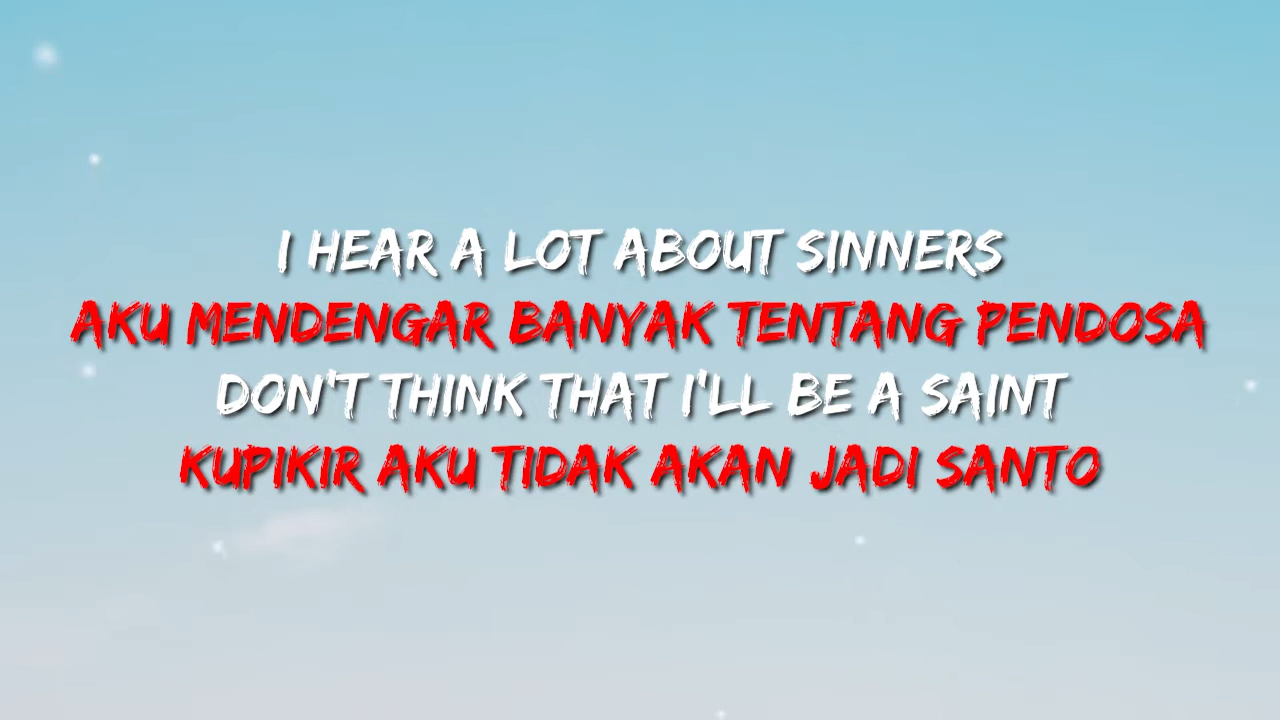 I HEAR A LOT ABOUT SINNERS
AKU MENDENGAR BANYAK TENTANG PENDOSA
DON'T THINK THAT I'LL BE A SAINT
KUPIKIR AKU TIDAK AKAN JADI SANTO